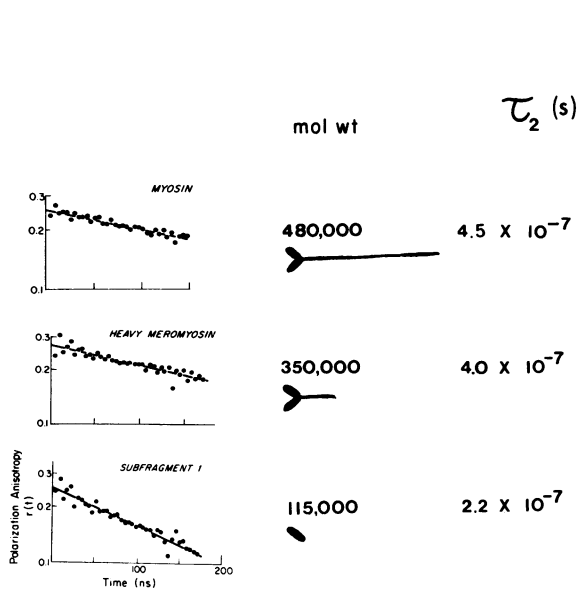 mol wt
τ2 (s)
MYOSIN
0.3
0.2
0.1
480,000
4.5 X 10−7
HEAVY MEROMYOSIN
0.3
0.2
0.1
350,000
4.0 X 10−7
SUBFRAGMENT 1
0.3
0.2
0.1
115,000
2.2 X 10−7
Polarization Anisotropy
(t)
100
200
Time (ns)